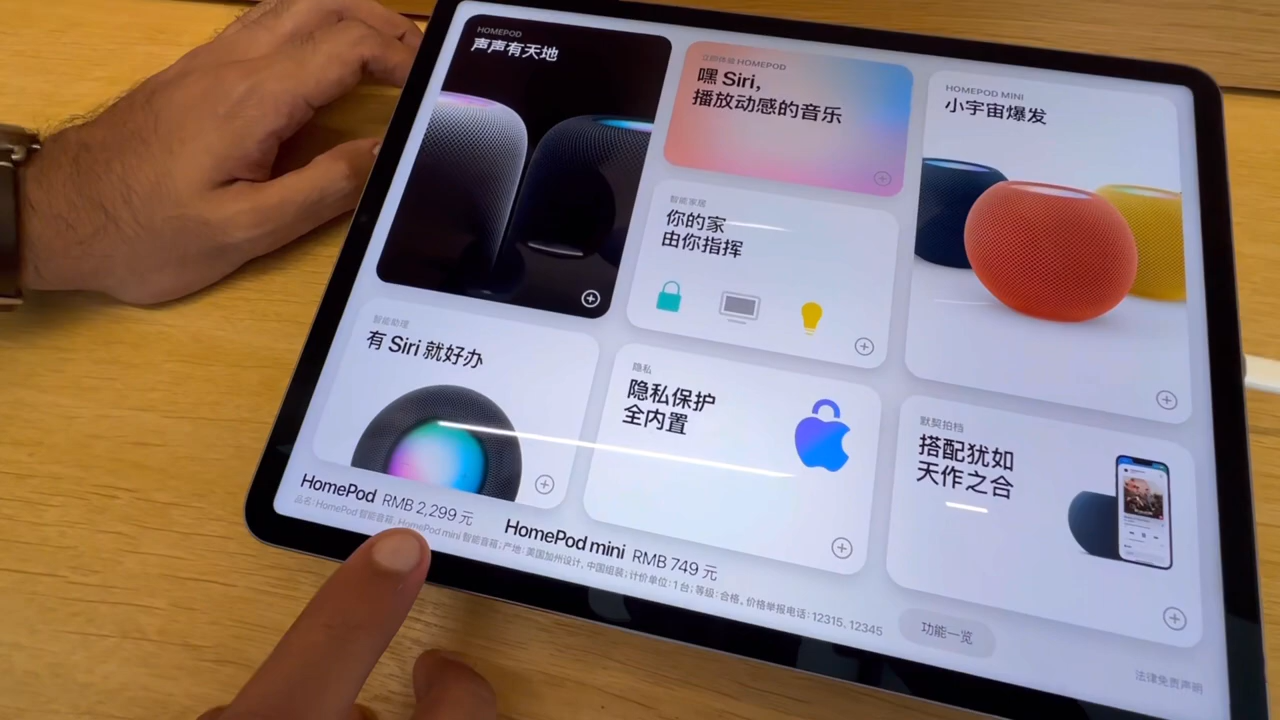 HOMEPOD
声声有天地
立即体验 HOMEPOD
嘿 Siri,
播放动感的音乐
HOMEPOD MINI
小宇宙爆发
智能家居
你的家
由你指挥
智能助理
有 Siri 就好办
隐私
隐私保护
全内置
默契拍档
搭配犹如
天作之合
HomePod RMB 2,299 元 HomePod mini RMB 749 元
品名：HomePod 智能音箱, HomePod mini 智能音箱；产地：美国加州设计，中国组装；计价单位：1 台；等级：合格。价格举报电话：12315、12345
功能一览
法律免责声明